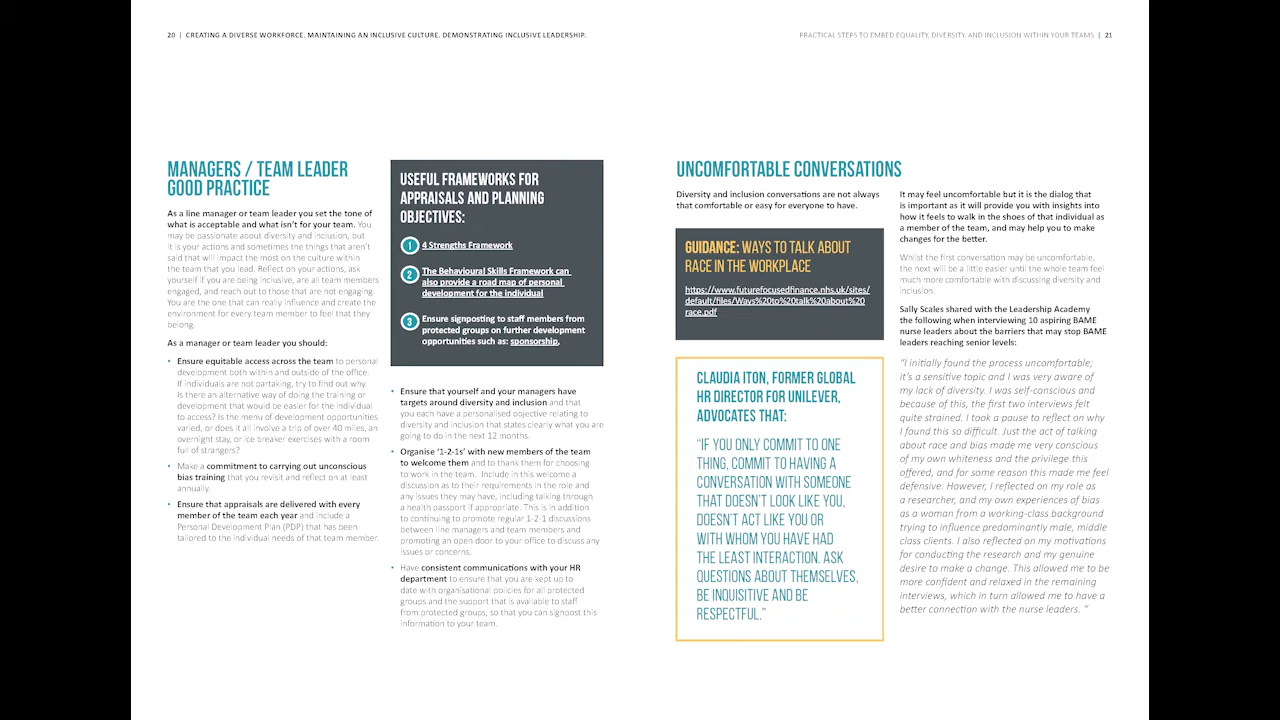 20 | CREATING A DIVERSE WORKFORCE. MAINTAINING AN INCLUSIVE CULTURE. DEMONSTRATING INCLUSIVE LEADERSHIP.
PRACTICAL STEPS TO EMBED EQUALITY, DIVERSITY, AND INCLUSION WITHIN YOUR TEAMS | 21
MANAGERS / TEAM LEADER
GOOD PRACTICE
As a line manager or team leader you set the tone of
what is acceptable and what isn't for your team. You
may be passionate about diversity and inclusion, but
it is your actions and sometimes the things that aren't
said that will impact the most on the culture within
the team that you lead. Reflect on your actions, ask
yourself if you are being inclusive, are all team members
engaged, and reach out to those that are not engaging.
You are the one that can really influence and create the
environment for every team member to feel that they
belong.
As a manager or team leader you should:
• Ensure equitable access across the team to personal
development both within and outside of the office.
If individuals are not partaking, try to find out why.
Is there an alternative way of doing the training or
development that would be easier for the individual
to access? Is the menu of development opportunities
varied, or does it all involve a trip of over 40 miles, an
overnight stay, or ice breaker exercises with a room
full of strangers?
• Make a commitment to carrying out unconscious
bias training that you revisit and reflect on at least
annually.
• Ensure that appraisals are delivered with every
member of the team each year and include a
Personal Development Plan (PDP) that has been
tailored to the individual needs of that team member.
USEFUL FRAMEWORKS FOR
APPRAISALS AND PLANNING
OBJECTIVES:
1 4 Strengths Framework
2 The Behavioural Skills Framework can
also provide a road map of personal
development for the individual
3 Ensure signposting to staff members from
protected groups on further development
opportunities such as: sponsorship,
• Ensure that yourself and your managers have
targets around diversity and inclusion and that
you each have a personalised objective relating to
diversity and inclusion that states clearly what you are
going to do in the next 12 months.
• Organise '1-2-1s' with new members of the team
to welcome them and to thank them for choosing
to work in the team. Include in this welcome a
discussion as to their requirements in the role and
any issues they may have, including talking through
a health passport if appropriate. This is in addition
to continuing to promote regular 1-2-1 discussions
between line managers and team members and
promoting an open door to your office to discuss any
issues or concerns.
• Have consistent communications with your HR
department to ensure that you are kept up to
date with organisational policies for all protected
groups and the support that is available to staff
from protected groups, so that you can signpost this
information to your team.
UNCOMFORTABLE CONVERSATIONS
Diversity and inclusion conversations are not always
that comfortable or easy for everyone to have.
GUIDANCE: WAYS TO TALK ABOUT
RACE IN THE WORKPLACE
https://www.futurefocusedfinance.nhs.uk/sites/
default/files/Ways%20to%20talk%20about%20
race.pdf
CLAUDIA ITON, FORMER GLOBAL
HR DIRECTOR FOR UNILEVER,
ADVOCATES THAT:
"IF YOU ONLY COMMIT TO ONE
THING, COMMIT TO HAVING A
CONVERSATION WITH SOMEONE
THAT DOESN'T LOOK LIKE YOU,
DOESN'T ACT LIKE YOU OR
WITH WHOM YOU HAVE HAD
THE LEAST INTERACTION. ASK
QUESTIONS ABOUT THEMSELVES,
BE INQUISITIVE AND BE
RESPECTFUL."
It may feel uncomfortable but it is the dialog that
is important as it will provide you with insights into
how it feels to walk in the shoes of that individual as
a member of the team, and may help you to make
changes for the better.
Whilst the first conversation may be uncomfortable,
the next will be a little easier until the whole team feel
much more comfortable with discussing diversity and
inclusion.
Sally Scales shared with the Leadership Academy
the following when interviewing 10 aspiring BAME
nurse leaders about the barriers that may stop BAME
leaders reaching senior levels:
"I initially found the process uncomfortable;
it's a sensitive topic and I was very aware of
my lack of diversity. I was self-conscious and
because of this, the first two interviews felt
quite strained. I took a pause to reflect on why
I found this so difficult. Just the act of talking
about race and bias made me very conscious
of my own whiteness and the privilege this
offered, and for some reason this made me feel
defensive. However, I reflected on my role as
a researcher, and my own experiences of bias
as a woman from a working-class background
trying to influence predominantly male, middle
class clients. I also reflected on my motivations
for conducting the research and my genuine
desire to make a change. This allowed me to be
more confident and relaxed in the remaining
interviews, which in turn allowed me to have a
better connection with the nurse leaders. "